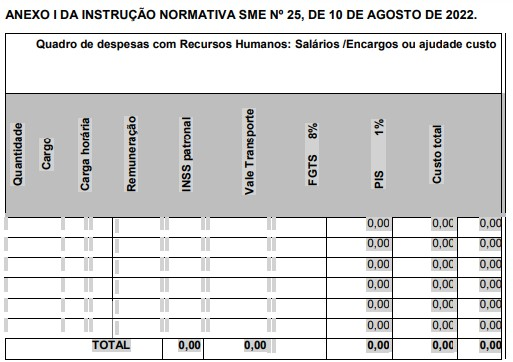 ANEXO I DA INSTRUÇÃO NORMATIVA SME Nº 25, DE 10 DE AGOSTO DE 2022.
Quadro de despesas com Recursos Humanos: Salários /Encargos ou ajudade custo
Quantidade
Cargo
Carga horária
Remuneração
INSS patronal
Vale Transporte
FGTS 8%
PIS 1%
Custo total
0,00 0,00 0,00
0,00 0,00 0,00
0,00 0,00 0,00
0,00 0,00 0,00
0,00 0,00 0,00
0,00 0,00 0,00
TOTAL 0,00 0,00 0,00 0,00 0,00